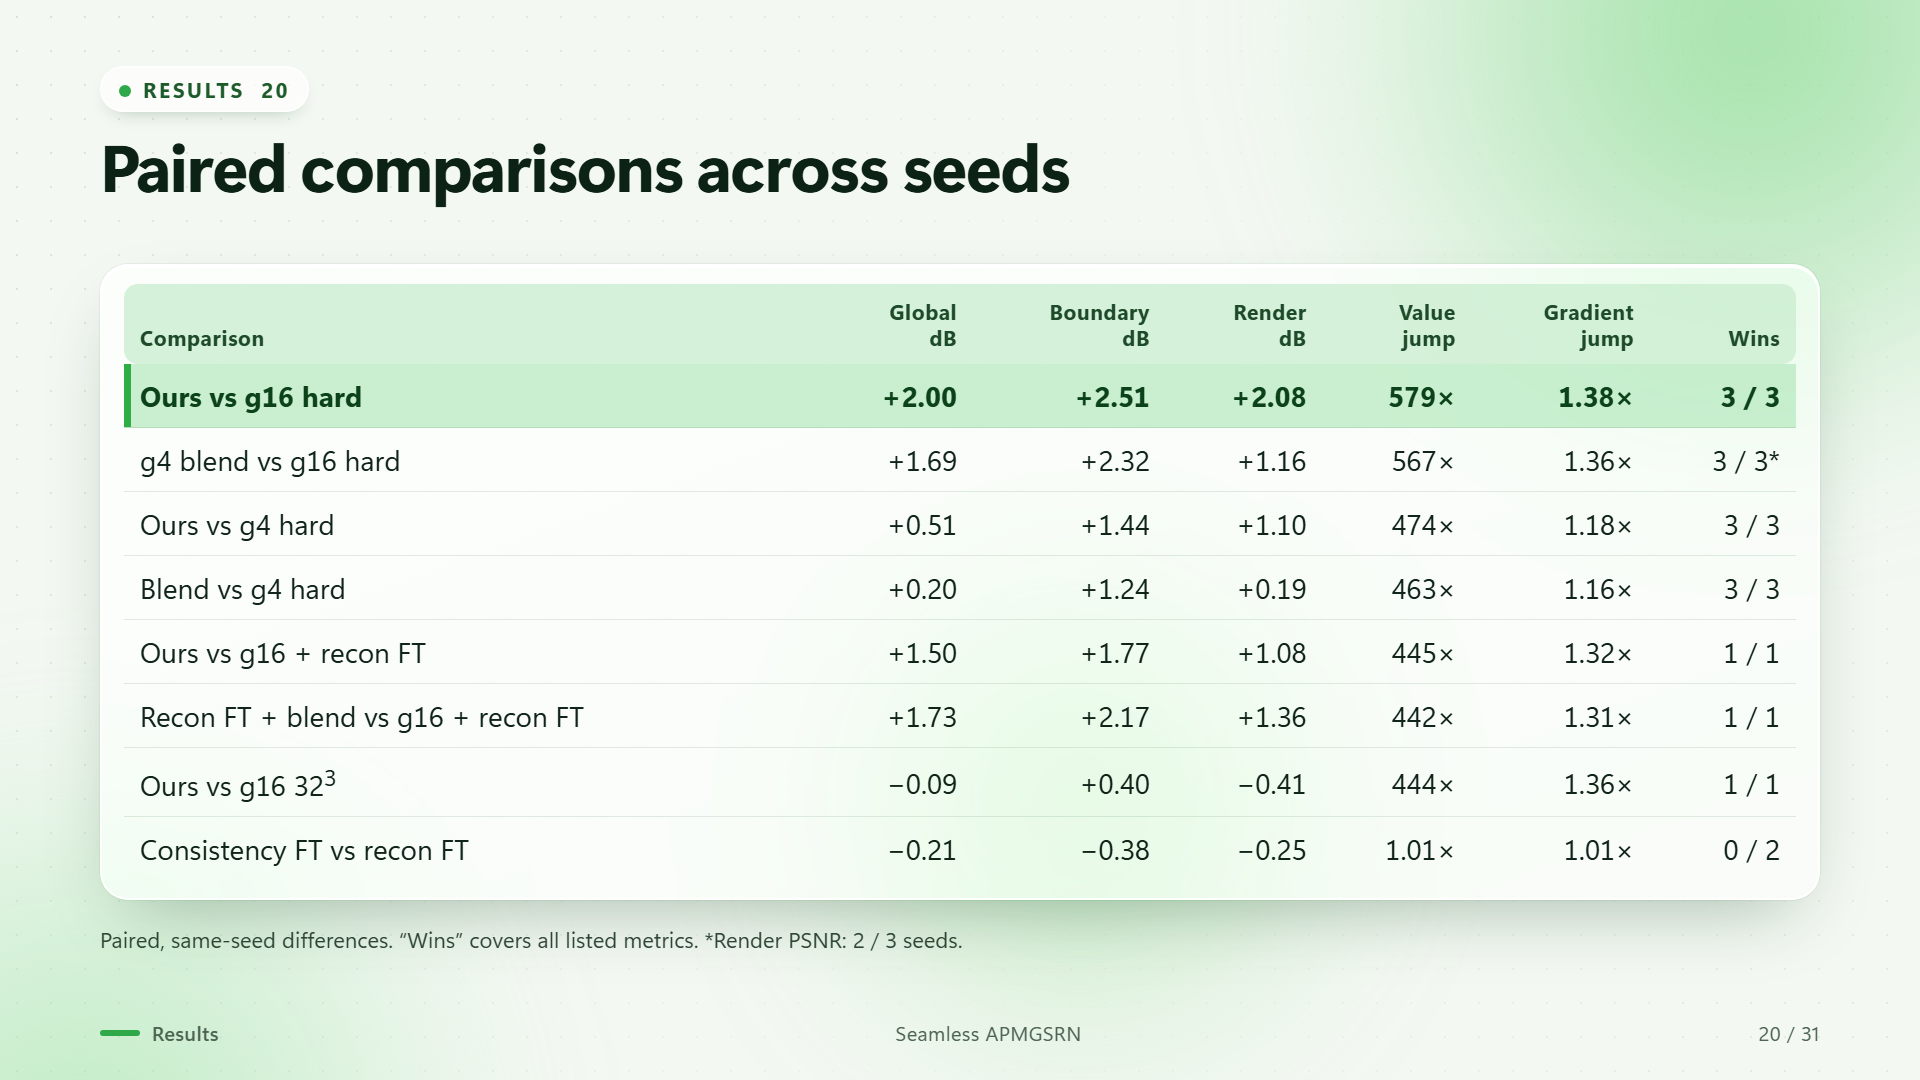 RESULTS 20
Paired comparisons across seeds
Comparison Global dB Boundary dB Render dB Value jump Gradient jump Wins
Ours vs g16 hard +2.00 +2.51 +2.08 579× 1.38× 3 / 3
g4 blend vs g16 hard +1.69 +2.32 +1.16 567× 1.36× 3 / 3*
Ours vs g4 hard +0.51 +1.44 +1.10 474× 1.18× 3 / 3
Blend vs g4 hard +0.20 +1.24 +0.19 463× 1.16× 3 / 3
Ours vs g16 + recon FT +1.50 +1.77 +1.08 445× 1.32× 1 / 1
Recon FT + blend vs g16 + recon FT +1.73 +2.17 +1.36 442× 1.31× 1 / 1
Ours vs g16 32³ −0.09 +0.40 −0.41 444× 1.36× 1 / 1
Consistency FT vs recon FT −0.21 −0.38 −0.25 1.01× 1.01× 0 / 2
Paired, same-seed differences. “Wins” covers all listed metrics. *Render PSNR: 2 / 3 seeds.
Results Seamless APMGSRN 20 / 31